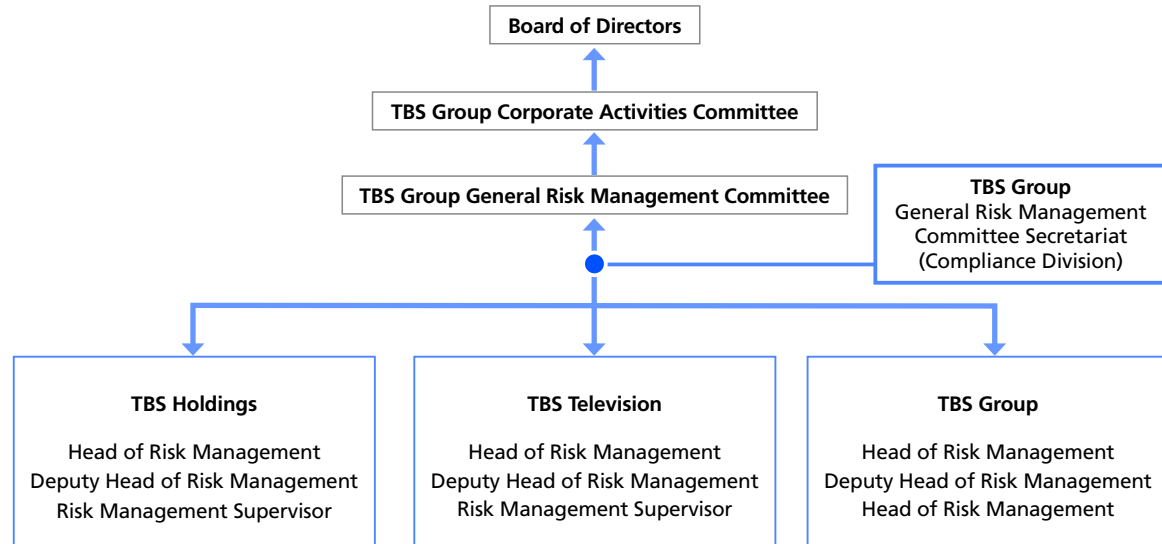 Board of Directors
TBS Group Corporate Activities Committee
TBS Group General Risk Management Committee
TBS Group
General Risk Management
Committee Secretariat
(Compliance Division)
TBS Holdings
Head of Risk Management
Deputy Head of Risk Management
Risk Management Supervisor
TBS Television
Head of Risk Management
Deputy Head of Risk Management
Risk Management Supervisor
TBS Group
Head of Risk Management
Deputy Head of Risk Management
Head of Risk Management